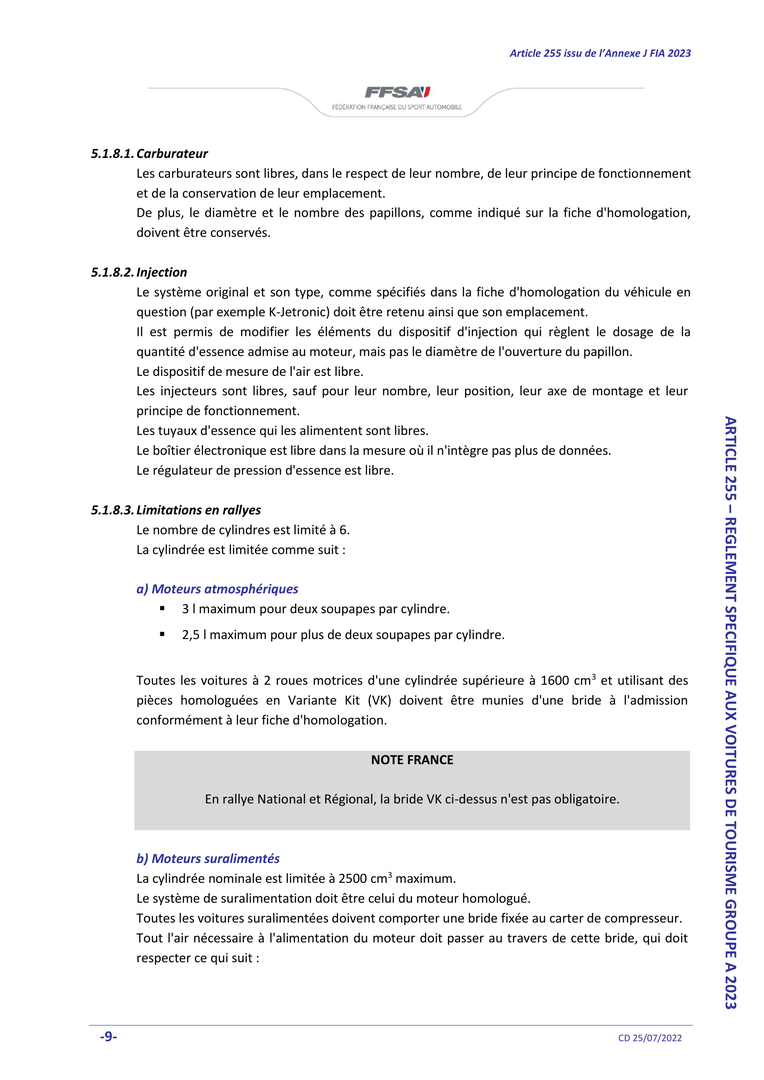 Article 255 issu de l'Annexe J FIA 2023
FFSA
FÉDÉRATION FRANÇAISE DU SPORT AUTOMOBILE
5.1.8.1. Carburateur
Les carburateurs sont libres, dans le respect de leur nombre, de leur principe de fonctionnement
et de la conservation de leur emplacement.
De plus, le diamètre et le nombre des papillons, comme indiqué sur la fiche d'homologation,
doivent être conservés.
5.1.8.2. Injection
Le système original et son type, comme spécifiés dans la fiche d'homologation du véhicule en
question (par exemple K-Jetronic) doit être retenu ainsi que son emplacement.
Il est permis de modifier les éléments du dispositif d'injection qui règlent le dosage de la
quantité d'essence admise au moteur, mais pas le diamètre de l'ouverture du papillon.
Le dispositif de mesure de l'air est libre.
Les injecteurs sont libres, sauf pour leur nombre, leur position, leur axe de montage et leur
principe de fonctionnement.
Les tuyaux d'essence qui les alimentent sont libres.
Le boîtier électronique est libre dans la mesure où il n'intègre pas plus de données.
Le régulateur de pression d'essence est libre.
5.1.8.3. Limitations en rallyes
Le nombre de cylindres est limité à 6.
La cylindrée est limitée comme suit :
a) Moteurs atmosphériques
▪ 3 l maximum pour deux soupapes par cylindre.
▪ 2,5 l maximum pour plus de deux soupapes par cylindre.
Toutes les voitures à 2 roues motrices d'une cylindrée supérieure à 1600 cm³ et utilisant des
pièces homologuées en Variante Kit (VK) doivent être munies d'une bride à l'admission
conformément à leur fiche d'homologation.
NOTE FRANCE
En rallye National et Régional, la bride VK ci-dessus n'est pas obligatoire.
b) Moteurs suralimentés
La cylindrée nominale est limitée à 2500 cm³ maximum.
Le système de suralimentation doit être celui du moteur homologué.
Toutes les voitures suralimentées doivent comporter une bride fixée au carter de compresseur.
Tout l'air nécessaire à l'alimentation du moteur doit passer au travers de cette bride, qui doit
respecter ce qui suit :
ARTICLE 255 – REGLEMENT SPECIFIQUE AUX VOITURES DE TOURISME GROUPE A 2023
-9-
CD 25/07/2022